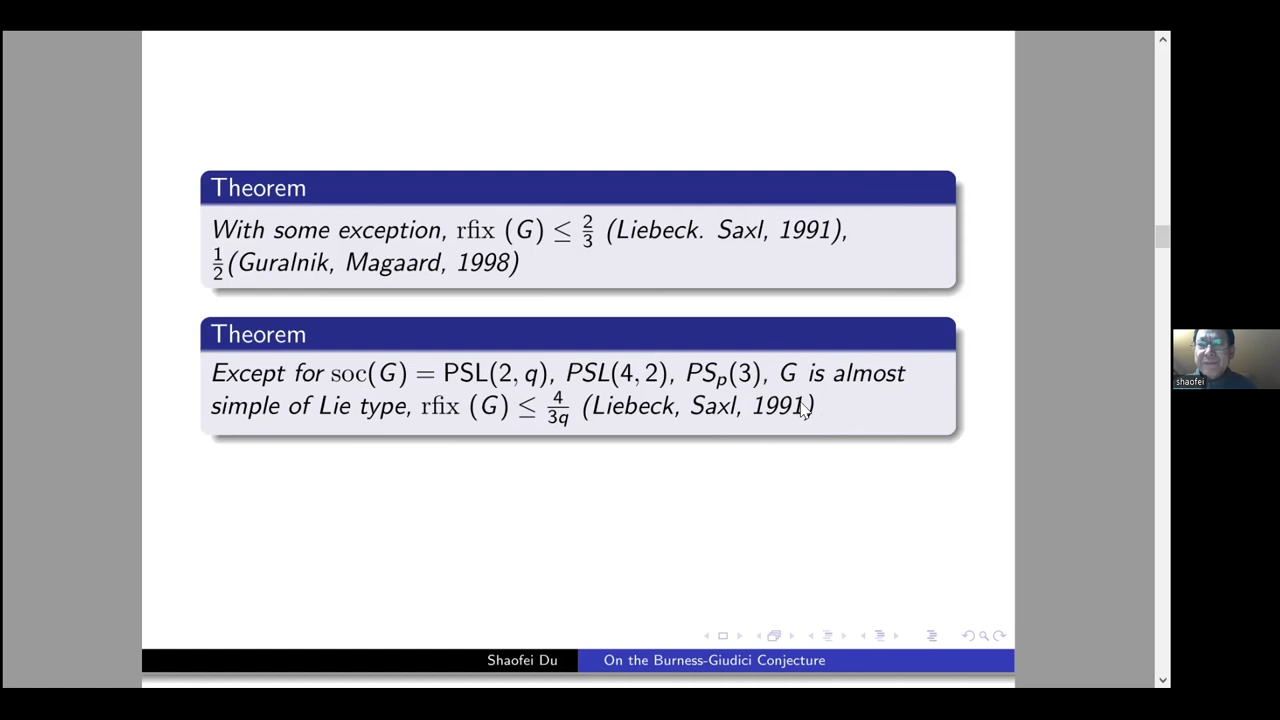 Theorem
With some exception, rfix (G) ≤ 2/3 (Liebeck. Saxl, 1991),
1/2(Guralnik, Magaard, 1998)
Theorem
Except for soc(G) = PSL(2, q), PSL(4, 2), PSₚ(3), G is almost
simple of Lie type, rfix (G) ≤ 4/3q (Liebeck, Saxl, 1991)
shaofei
Shaofei Du
On the Burness-Giudici Conjecture